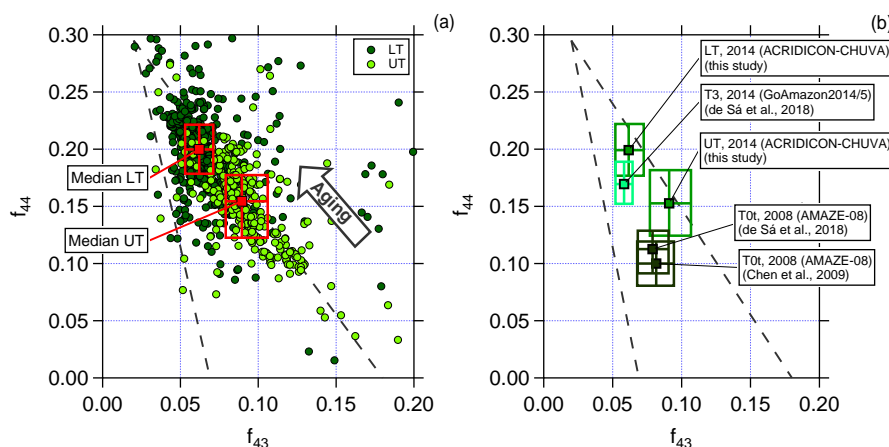 (a)
0.30
0.25
0.20
0.15
0.10
0.05
0.00
f44
LT
UT
Median LT
Median UT
Aging
0.00 0.05 0.10 0.15 0.20
f43
(b)
0.30
0.25
0.20
0.15
0.10
0.05
0.00
f44
LT, 2014 (ACRIDICON-CHUVA)
(this study)
T3, 2014 (GoAmazon2014/5)
(de Sá et al., 2018)
UT, 2014 (ACRIDICON-CHUVA)
(this study)
T0t, 2008 (AMAZE-08)
(de Sá et al., 2018)
T0t, 2008 (AMAZE-08)
(Chen et al., 2009)
0.00 0.05 0.10 0.15 0.20
f43